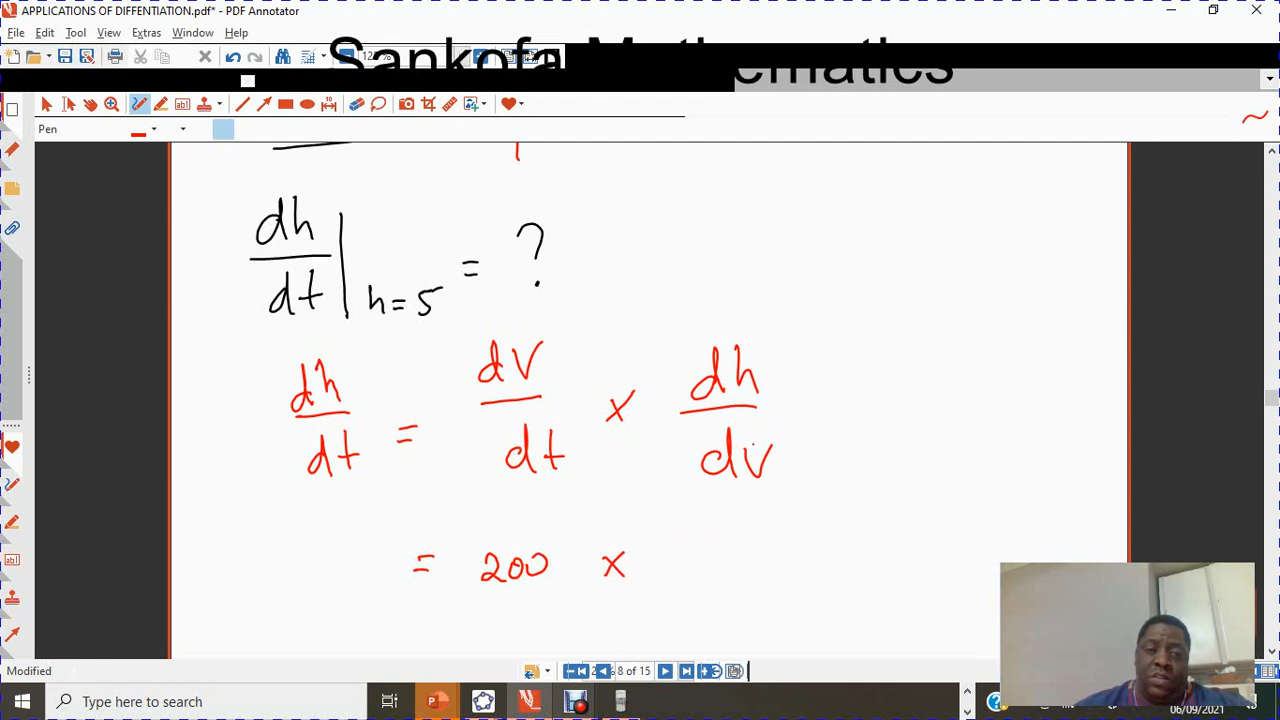 APPLICATIONS OF DIFFENTIATION.pdf* - PDF Annotator
File Edit Tool View Extras Window Help
Sankofa Mathematics
Pen
dh/dt | h=5 = ?
dh/dt = dV/dt × dh/dV
= 200 ×
Modified
8 of 15
Type here to search
06/09/2021